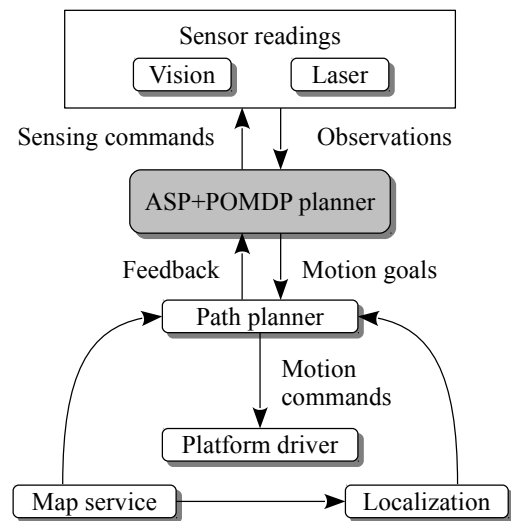 Sensor readings
Vision
Laser
Sensing commands
Observations
ASP+POMDP planner
Feedback
Motion goals
Path planner
Motion
commands
Platform driver
Map service
Localization